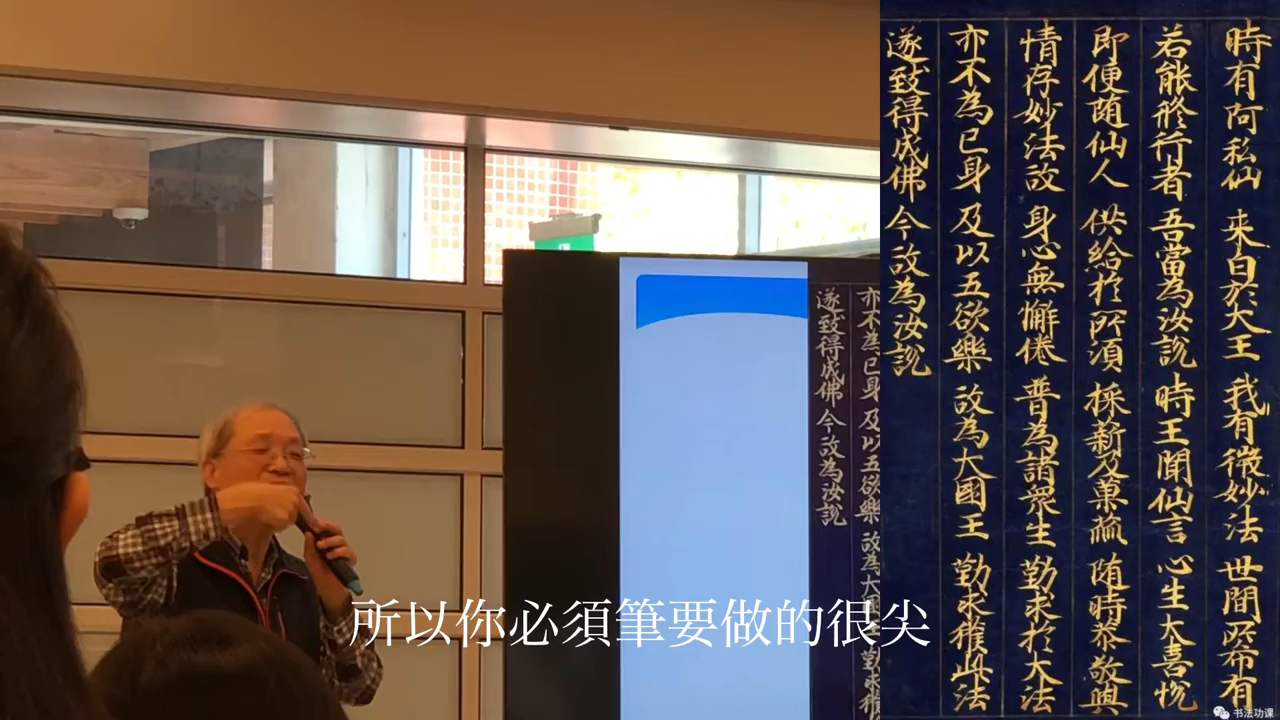 時有阿私仙 来白於大王 我有微妙法 世間所希有
若能修行者 吾當為汝說 時王聞仙言 心生大喜悦
即便随仙人 供給於所須 採薪及菓蓏 随時恭敬與
情存妙法故 身心無懈惓 普為諸衆生 勤求於大法
亦不為己身 及以五欲樂 故為大國王 勤求獲此法
遂致得成佛 今故為汝說
亦不為己身 及以五欲樂 故為大
遂致得成佛 今故為汝說
所以你必須筆要做的很尖
书法功课